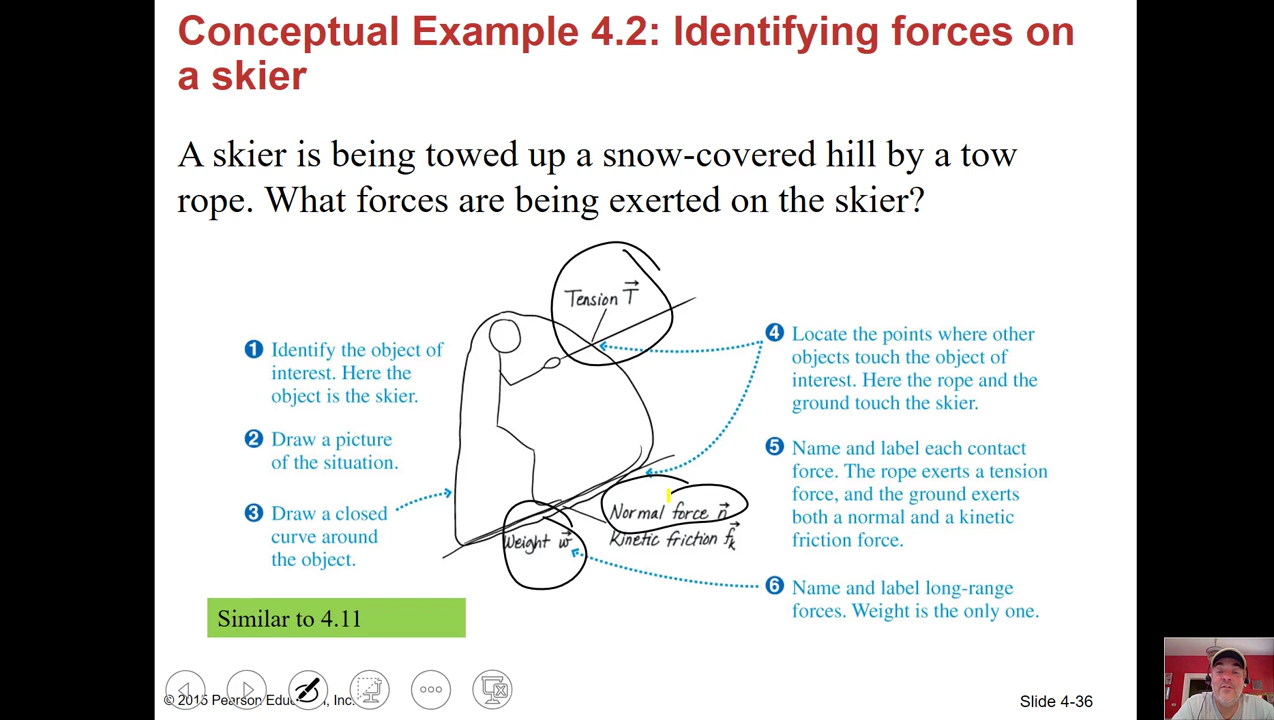 Conceptual Example 4.2: Identifying forces on
a skier
A skier is being towed up a snow-covered hill by a tow
rope. What forces are being exerted on the skier?
Tension T⃗
1 Identify the object of
interest. Here the
object is the skier.
2 Draw a picture
of the situation.
3 Draw a closed
curve around
the object.
4 Locate the points where other
objects touch the object of
interest. Here the rope and the
ground touch the skier.
5 Name and label each contact
force. The rope exerts a tension
force, and the ground exerts
both a normal and a kinetic
friction force.
Normal force n⃗
Kinetic friction f⃗k
Weight w⃗
6 Name and label long-range
forces. Weight is the only one.
Similar to 4.11
© 2015 Pearson Education, Inc.
Slide 4-36